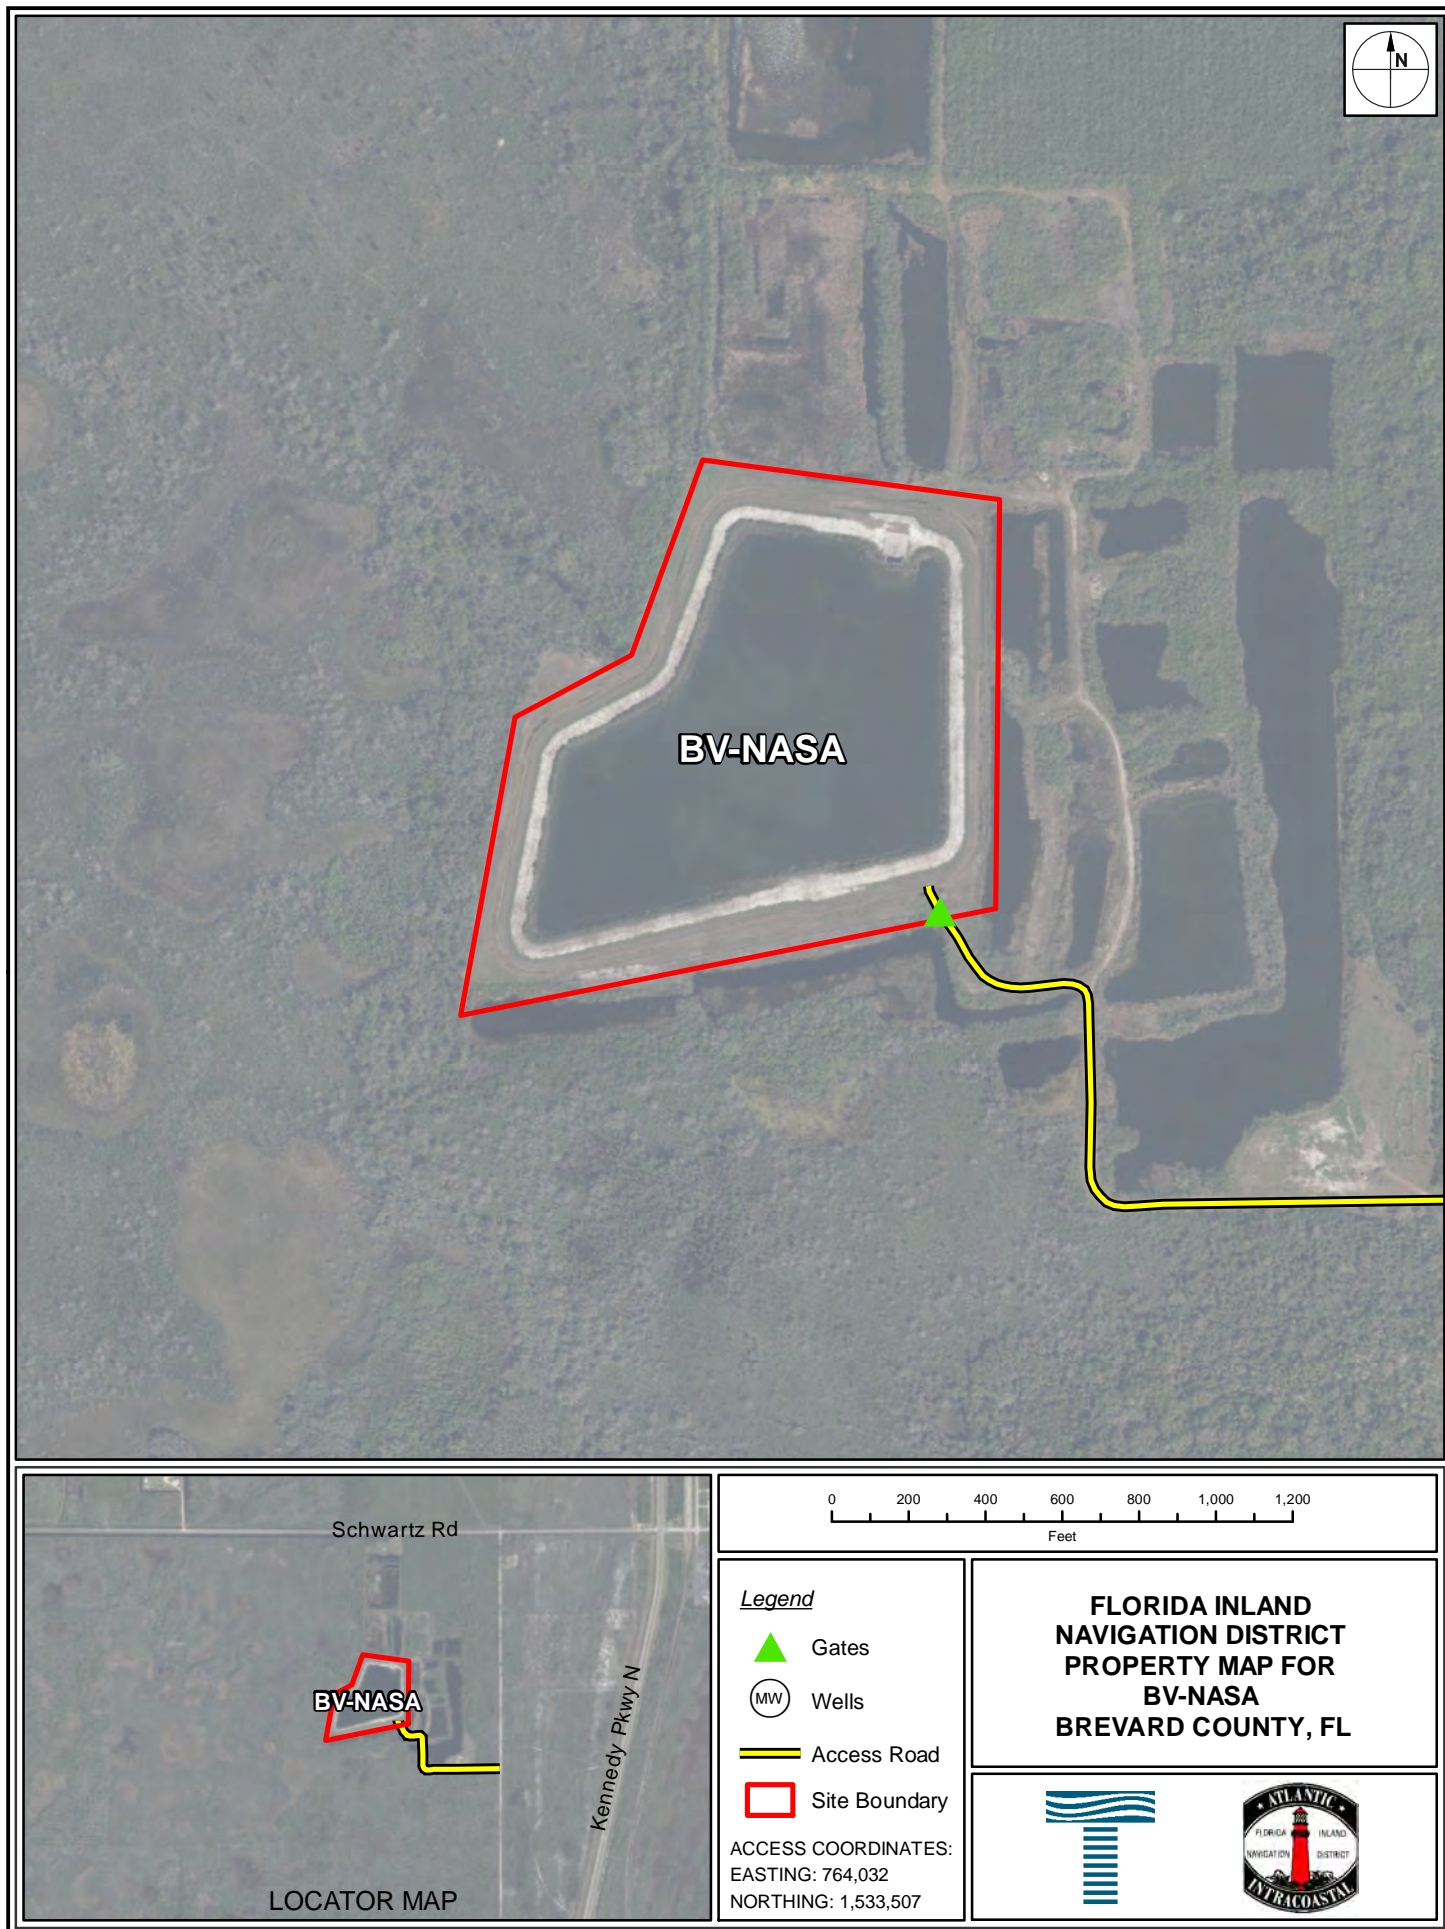 N
BV-NASA
Schwartz Rd
BV-NASA
Kennedy Pkwy N
LOCATOR MAP
0 200 400 600 800 1,000 1,200
Feet
Legend
Gates
MW Wells
Access Road
Site Boundary
ACCESS COORDINATES:
EASTING: 764,032
NORTHING: 1,533,507
FLORIDA INLAND
NAVIGATION DISTRICT
PROPERTY MAP FOR
BV-NASA
BREVARD COUNTY, FL
ATLANTIC
FLORIDA INLAND
NAVIGATION DISTRICT
INTRACOASTAL